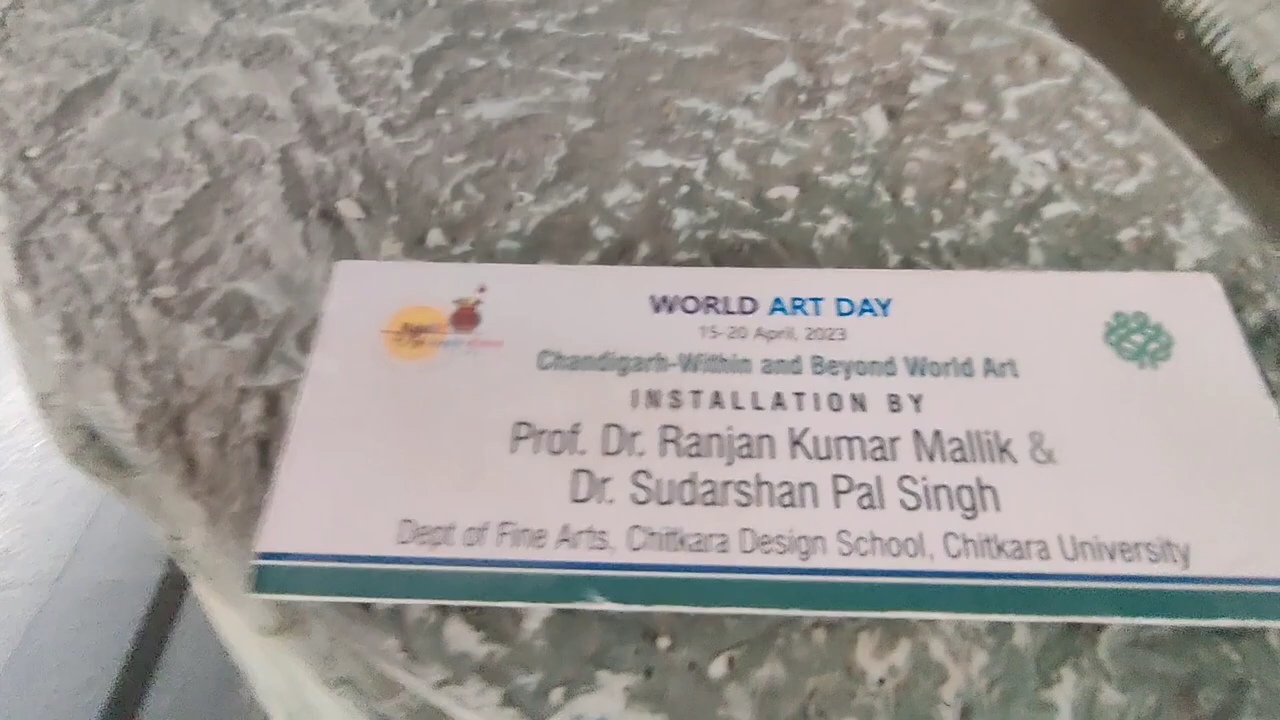 WORLD ART DAY
15-20 April, 2023
Chandigarh-Within and Beyond World Art
INSTALLATION BY
Prof. Dr. Ranjan Kumar Mallik &
Dr. Sudarshan Pal Singh
Dept of Fine Arts, Chitkara Design School, Chitkara University